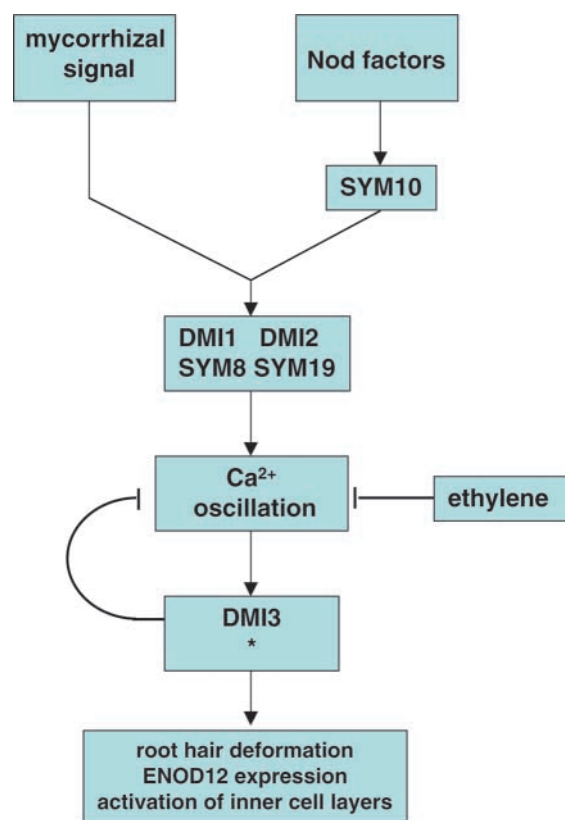 mycorrhizal
signal
Nod factors
SYM10
DMI1 DMI2
SYM8 SYM19
Ca²⁺
oscillation
ethylene
DMI3
*
root hair deformation
ENOD12 expression
activation of inner cell layers